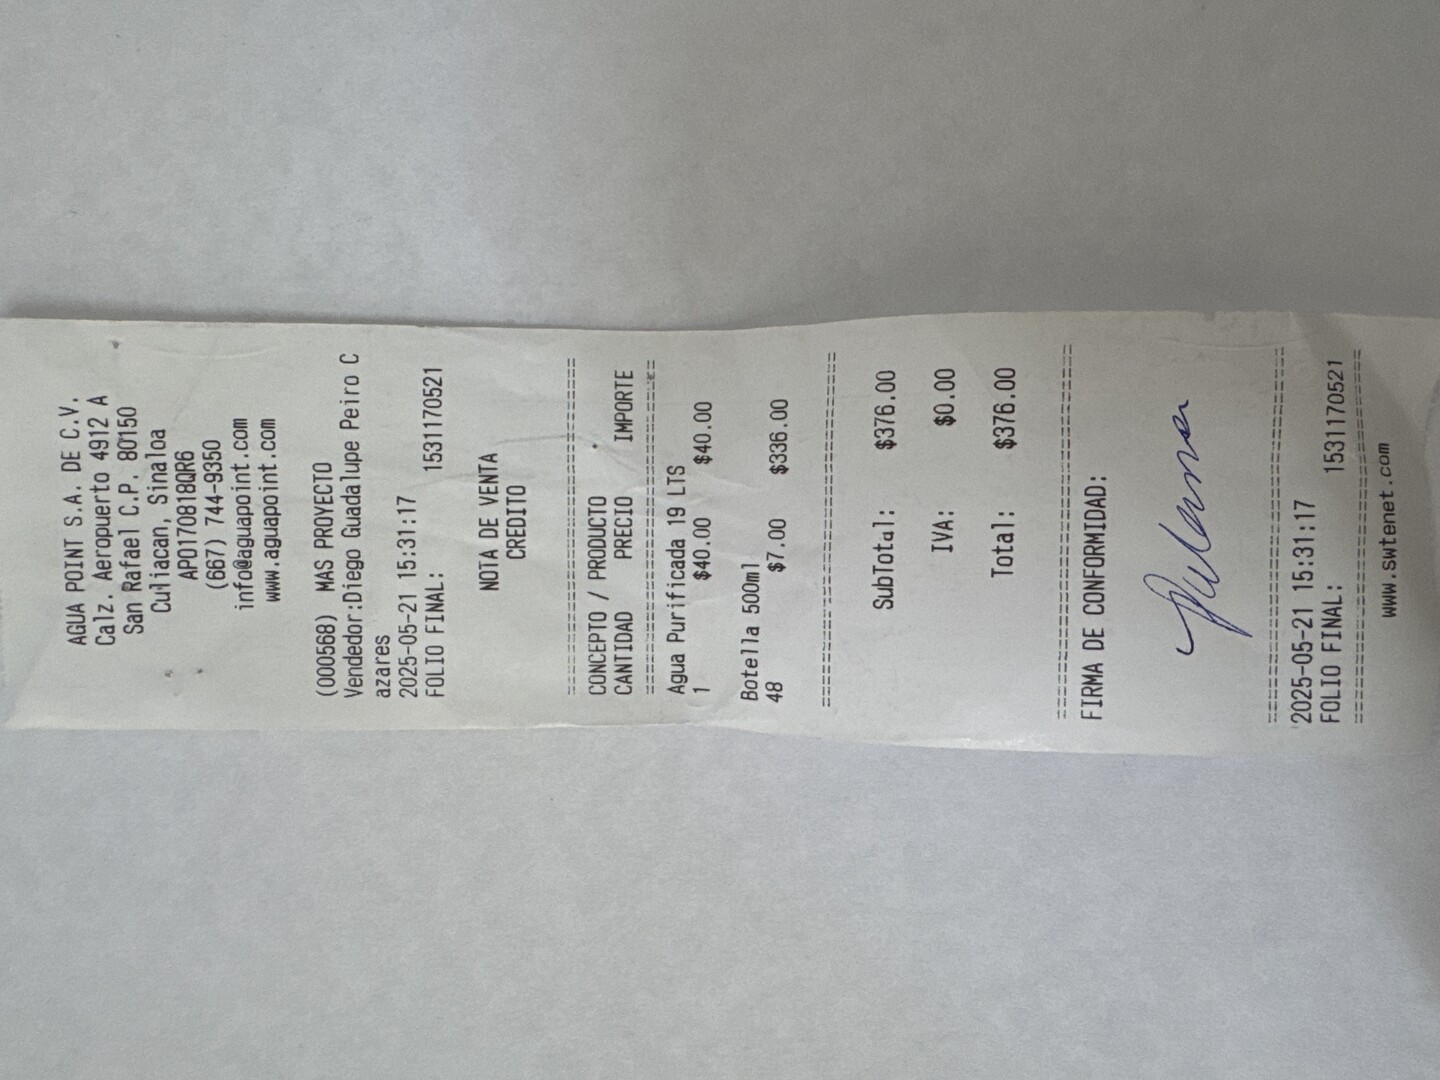 AGUA POINT S.A. DE C.V.
Calz. Aeropuerto 4912 A
San Rafael C.P. 80150
Culiacan, Sinaloa
APO170818QR6
(667) 744-9350
info@aguapoint.com
www.aguapoint.com
(000568) MAS PROYECTO
Vendedor:Diego Guadalupe Peiro C
azares
2025-05-21 15:31:17
FOLIO FINAL: 1531170521
NOTA DE VENTA
CREDITO
================================
CONCEPTO / PRODUCTO
CANTIDAD PRECIO IMPORTE
================================
Agua Purificada 19 LTS
1 $40.00 $40.00
Botella 500ml
48 $7.00 $336.00
================================
SubTotal: $376.00
IVA: $0.00
Total: $376.00
================================
FIRMA DE CONFORMIDAD:
================================
2025-05-21 15:31:17
FOLIO FINAL: 1531170521
================================
www.swtenet.com